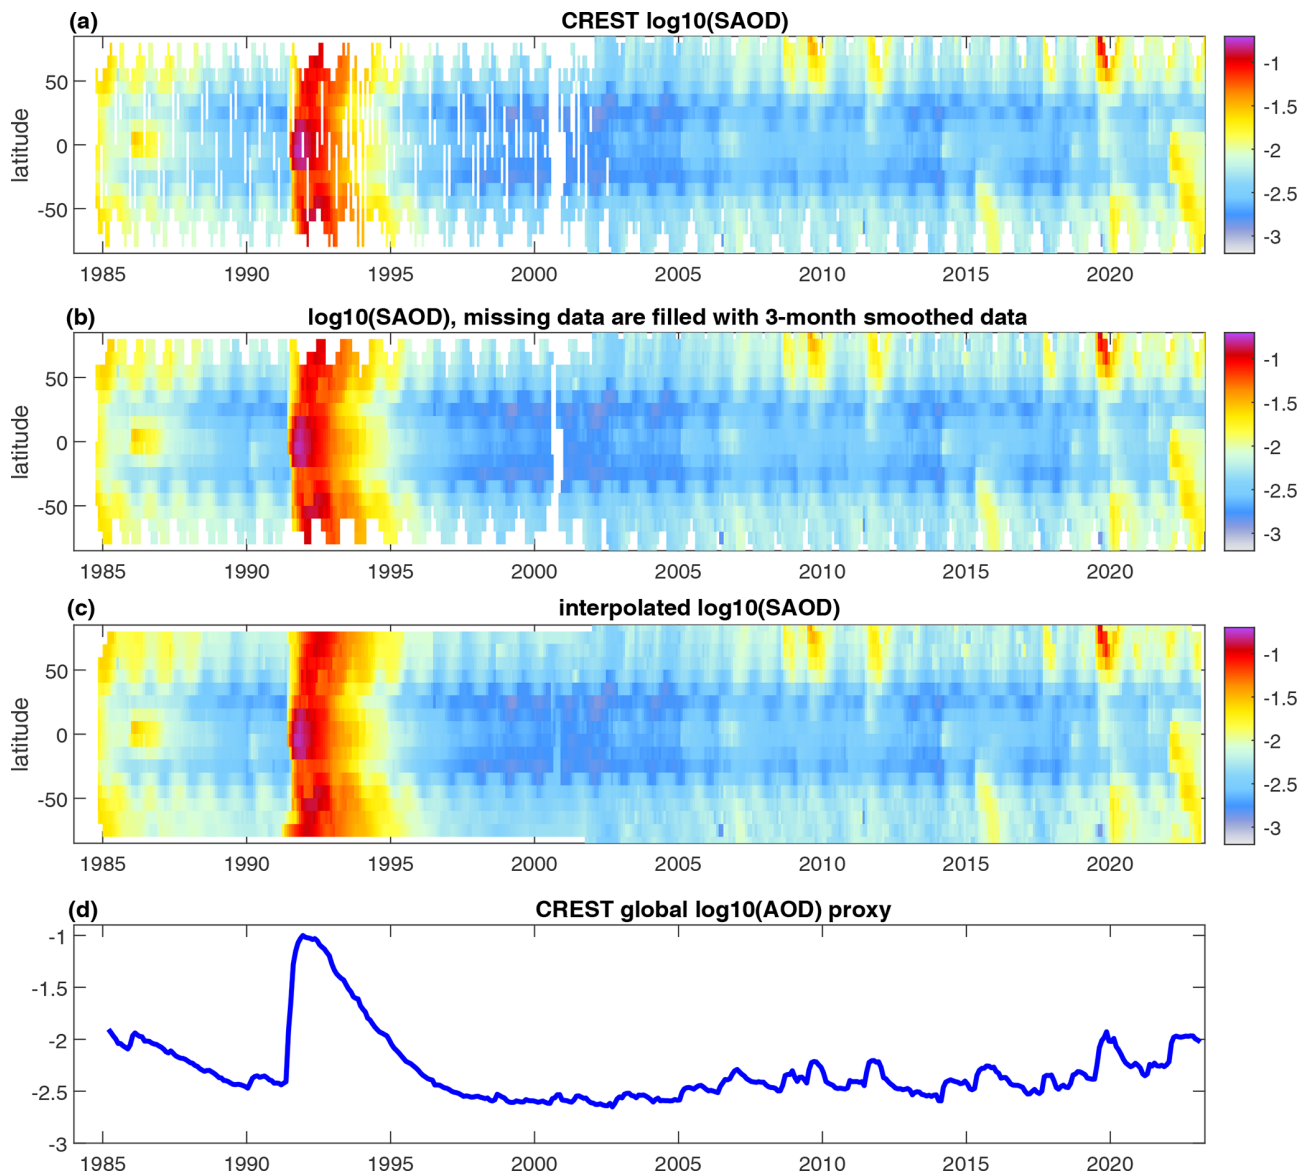 (a) CREST log10(SAOD)
latitude
50
0
-50
1985 1990 1995 2000 2005 2010 2015 2020
-1
-1.5
-2
-2.5
-3
(b) log10(SAOD), missing data are filled with 3-month smoothed data
latitude
50
0
-50
1985 1990 1995 2000 2005 2010 2015 2020
-1
-1.5
-2
-2.5
-3
(c) interpolated log10(SAOD)
latitude
50
0
-50
1985 1990 1995 2000 2005 2010 2015 2020
-1
-1.5
-2
-2.5
-3
(d) CREST global log10(AOD) proxy
-1
-1.5
-2
-2.5
-3
1985 1990 1995 2000 2005 2010 2015 2020